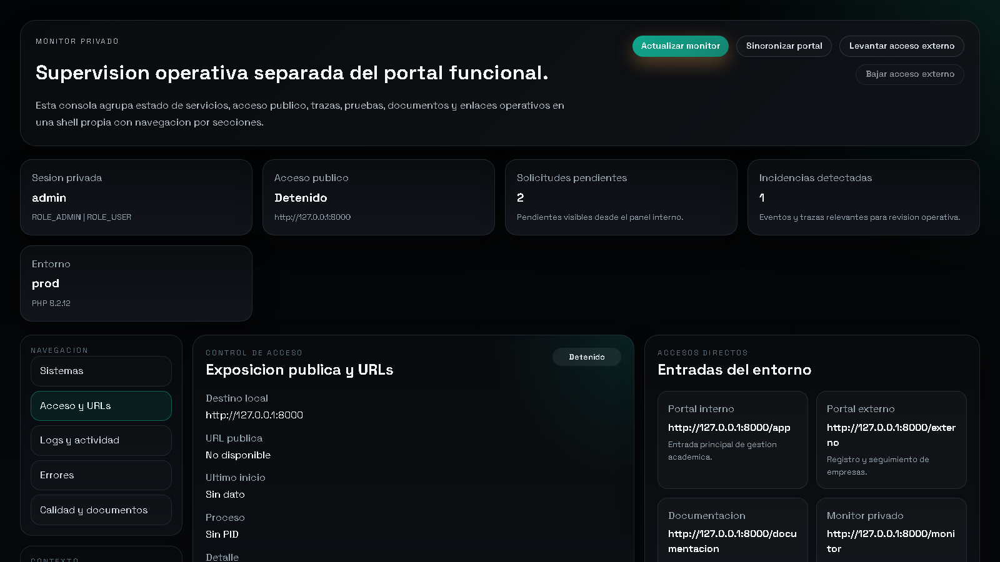 MONITOR PRIVADO
Supervision operativa separada del portal funcional.
Esta consola agrupa estado de servicios, acceso publico, trazas, pruebas, documentos y enlaces operativos en
una shell propia con navegacion por secciones.
Actualizar monitor
Sincronizar portal
Levantar acceso externo
Bajar acceso externo
Sesion privada
admin
ROLE_ADMIN | ROLE_USER
Acceso publico
Detenido
http://127.0.0.1:8000
Solicitudes pendientes
2
Pendientes visibles desde el panel interno.
Incidencias detectadas
1
Eventos y trazas relevantes para revision operativa.
Entorno
prod
PHP 8.2.12
NAVEGACION
Sistemas
Acceso y URLs
Logs y actividad
Errores
Calidad y documentos
CONTEXTO
CONTROL DE ACCESO
Exposicion publica y URLs
Detenido
Destino local
http://127.0.0.1:8000
URL publica
No disponible
Ultimo inicio
Sin dato
Proceso
Sin PID
Detalle
ACCESOS DIRECTOS
Entradas del entorno
Portal interno
http://127.0.0.1:8000/app
Entrada principal de gestion
academica.
Portal externo
http://127.0.0.1:8000/exter
no
Registro y seguimiento de
empresas.
Documentacion
http://127.0.0.1:8000/docu
mentacion
Monitor privado
http://127.0.0.1:8000/moni
tor